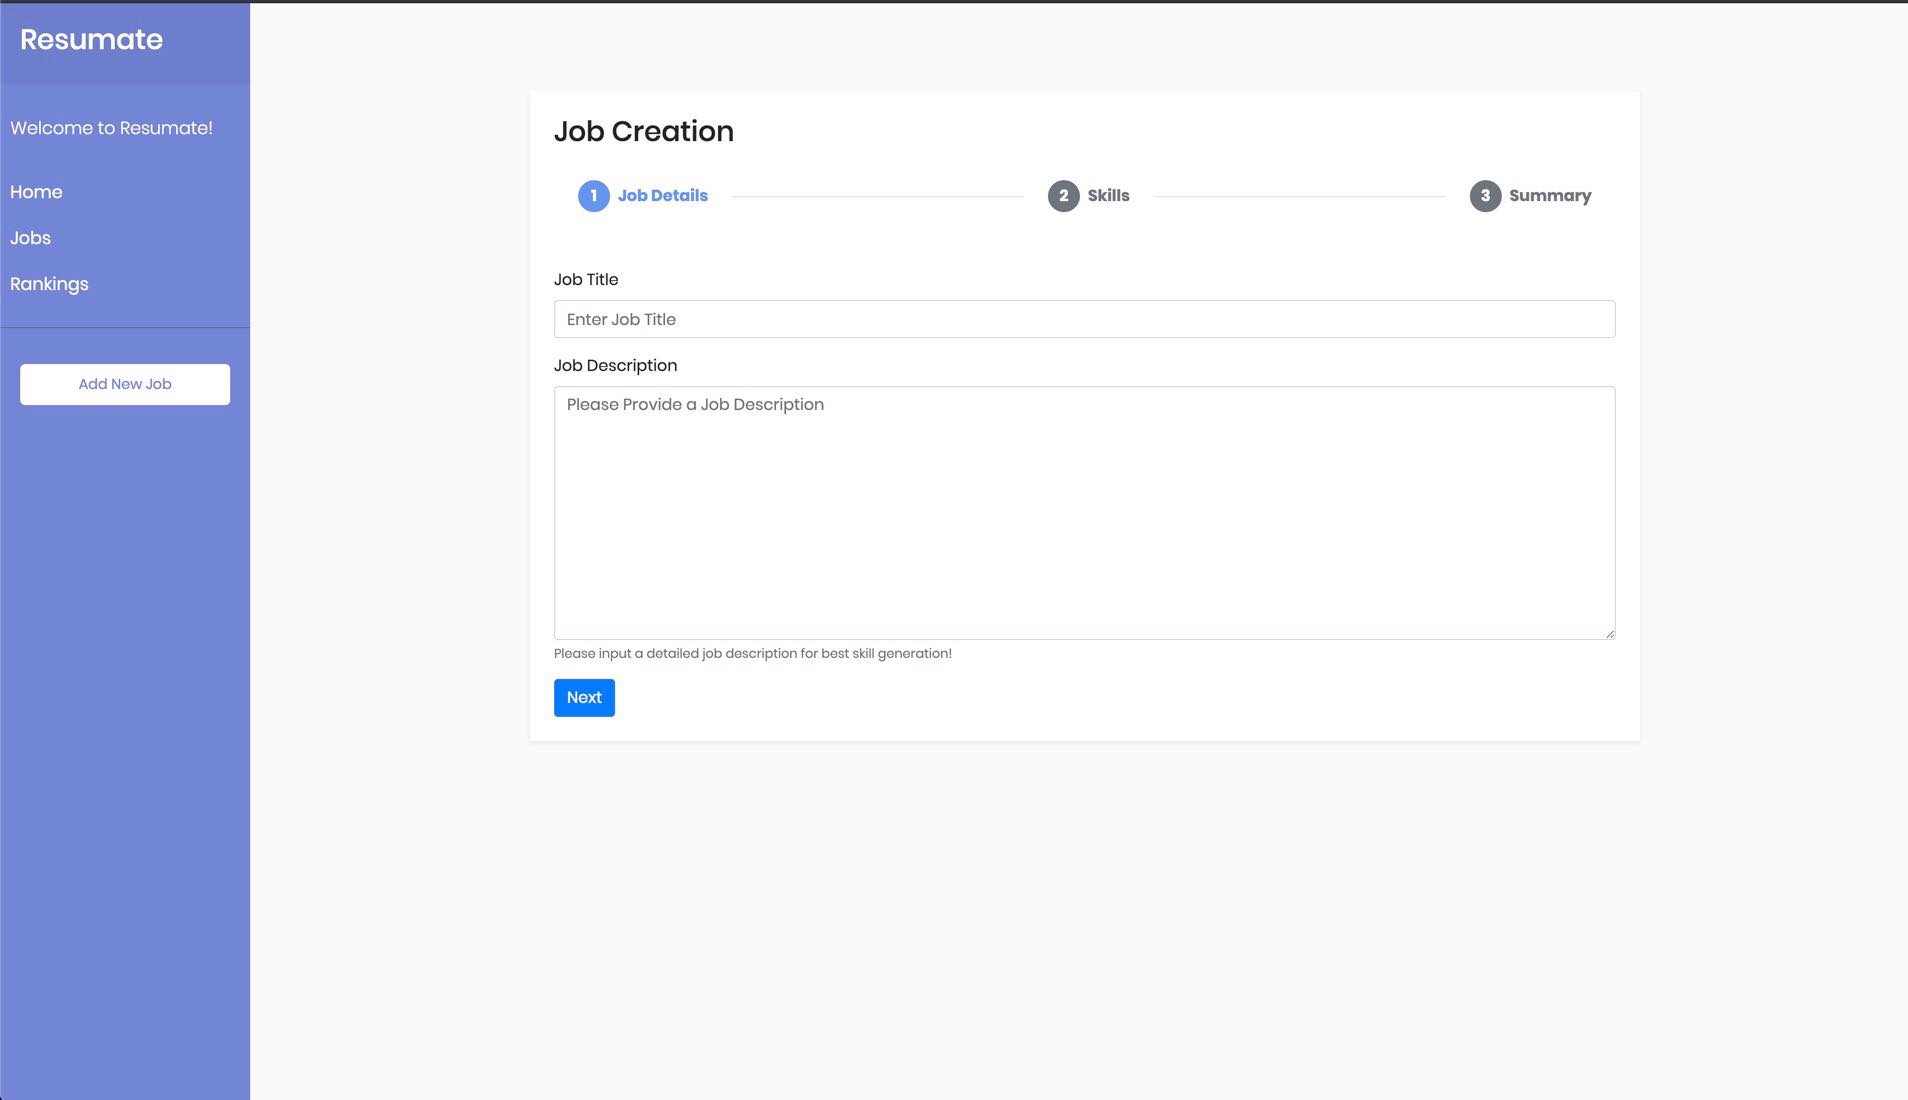 Resumate
Welcome to Resumate!
Home
Jobs
Rankings
Add New Job
Job Creation
1 Job Details
2 Skills
3 Summary
Job Title
Enter Job Title
Job Description
Please Provide a Job Description
Please input a detailed job description for best skill generation!
Next